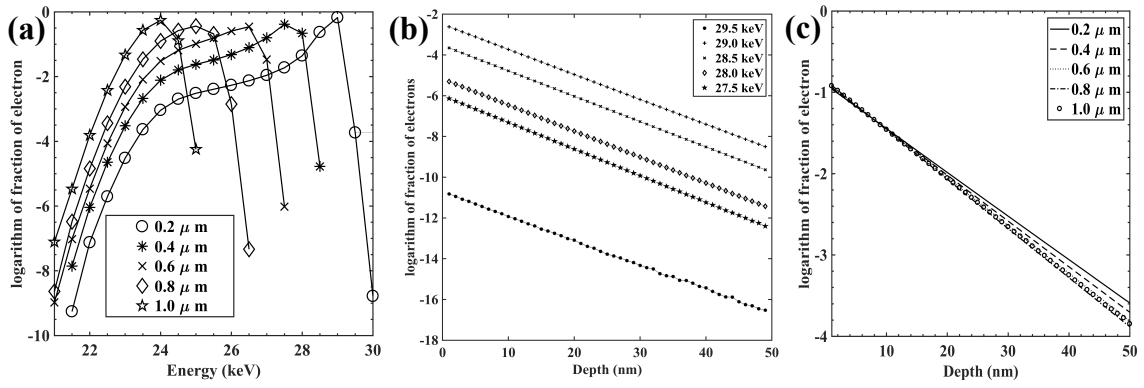 (a)
logarithm of fraction of electron
0
-2
-4
-6
-8
-10
22
24
26
28
30
Energy (keV)
0.2 μ m
0.4 μ m
0.6 μ m
0.8 μ m
1.0 μ m
(b)
logarithm of fraction of electrons
-2
-4
-6
-8
-10
-12
-14
-16
-18
0
10
20
30
40
50
Depth (nm)
29.5 keV
29.0 keV
28.5 keV
28.0 keV
27.5 keV
(c)
logarithm of fraction of electron
0
-1
-2
-3
-4
10
20
30
40
50
Depth (nm)
0.2 μ m
0.4 μ m
0.6 μ m
0.8 μ m
1.0 μ m